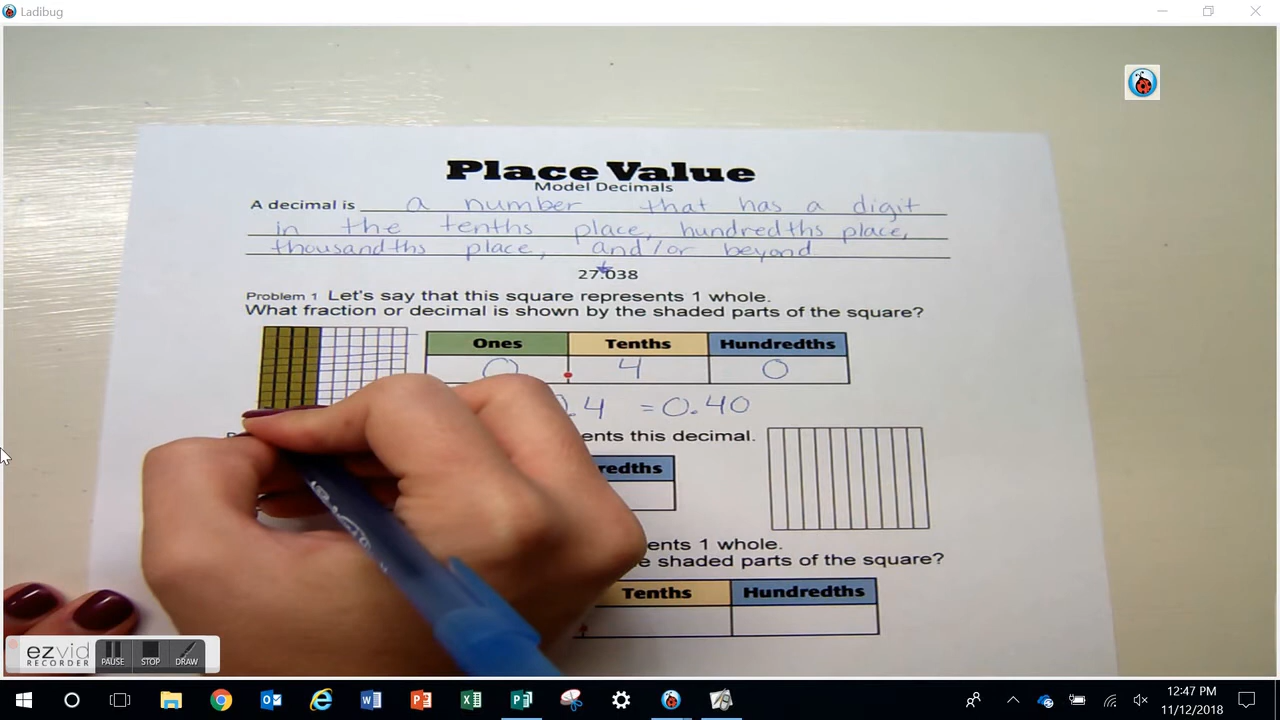 Ladibug
Place Value
Model Decimals
A decimal is a number that has a digit
in the tenths place, hundredths place,
thousandths place, and/or beyond.
27.038
Problem 1 Let's say that this square represents 1 whole.
What fraction or decimal is shown by the shaded parts of the square?
Ones Tenths Hundredths
0 . 4 0
.4 = 0.40
this decimal.
1 whole.
shaded parts of the square?
Tenths Hundredths
ezvid
RECORDER
PAUSE STOP DRAW
12:47 PM
11/12/2018